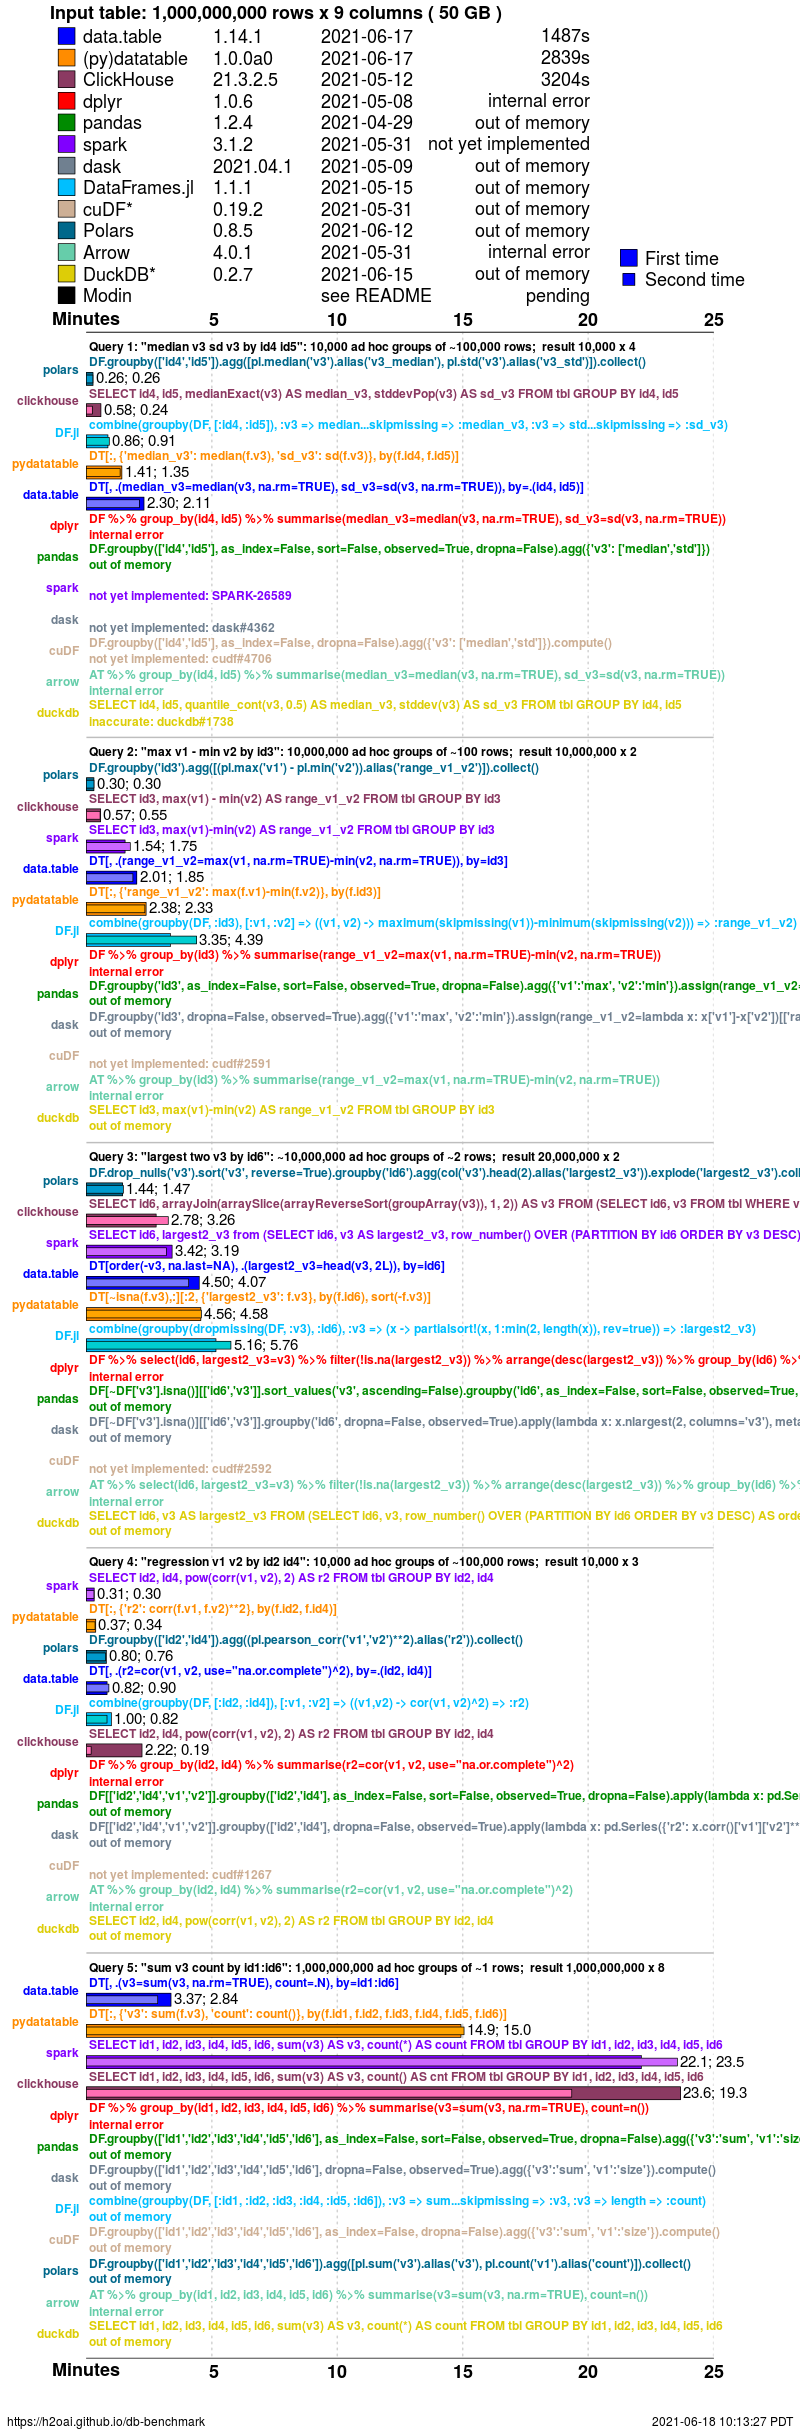 Input table: 1,000,000,000 rows x 9 columns ( 50 GB )
data.table 1.14.1 2021-06-17 1487s
(py)datatable 1.0.0a0 2021-06-17 2839s
ClickHouse 21.3.2.5 2021-05-12 3204s
dplyr 1.0.6 2021-05-08 internal error
pandas 1.2.4 2021-04-29 out of memory
spark 3.1.2 2021-05-31 not yet implemented
dask 2021.04.1 2021-05-09 out of memory
DataFrames.jl 1.1.1 2021-05-15 out of memory
cuDF* 0.19.2 2021-05-31 out of memory
Polars 0.8.5 2021-06-12 out of memory
Arrow 4.0.1 2021-05-31 internal error
DuckDB* 0.2.7 2021-06-15 out of memory
Modin see README pending
First time
Second time
Minutes 5 10 15 20 25
Query 1: "median v3 sd v3 by id4 id5": 10,000 ad hoc groups of ~100,000 rows; result 10,000 x 4
DF.groupby(['id4','id5']).agg([pl.median('v3').alias('v3_median'), pl.std('v3').alias('v3_std')]).collect()
polars 0.26; 0.26
SELECT id4, id5, medianExact(v3) AS median_v3, stddevPop(v3) AS sd_v3 FROM tbl GROUP BY id4, id5
clickhouse 0.58; 0.24
combine(groupby(DF, [:id4, :id5]), :v3 => median...skipmissing => :median_v3, :v3 => std...skipmissing => :sd_v3)
DF.jl 0.86; 0.91
DT[:, {'median_v3': median(f.v3), 'sd_v3': sd(f.v3)}, by(f.id4, f.id5)]
pydatatable 1.41; 1.35
DT[, .(median_v3=median(v3, na.rm=TRUE), sd_v3=sd(v3, na.rm=TRUE)), by=.(id4, id5)]
data.table 2.30; 2.11
DF %>% group_by(id4, id5) %>% summarise(median_v3=median(v3, na.rm=TRUE), sd_v3=sd(v3, na.rm=TRUE))
dplyr internal error
DF.groupby(['id4','id5'], as_index=False, sort=False, observed=True, dropna=False).agg({'v3': ['median','std']})
pandas out of memory
spark not yet implemented: SPARK-26589
dask not yet implemented: dask#4362
DF.groupby(['id4','id5'], as_index=False, dropna=False).agg({'v3': ['median','std']}).compute()
cuDF not yet implemented: cudf#4706
AT %>% group_by(id4, id5) %>% summarise(median_v3=median(v3, na.rm=TRUE), sd_v3=sd(v3, na.rm=TRUE))
arrow internal error
SELECT id4, id5, quantile_cont(v3, 0.5) AS median_v3, stddev(v3) AS sd_v3 FROM tbl GROUP BY id4, id5
duckdb inaccurate: duckdb#1738
Query 2: "max v1 - min v2 by id3": 10,000,000 ad hoc groups of ~100 rows; result 10,000,000 x 2
DF.groupby('id3').agg([(pl.max('v1') - pl.min('v2')).alias('range_v1_v2')]).collect()
polars 0.30; 0.30
SELECT id3, max(v1) - min(v2) AS range_v1_v2 FROM tbl GROUP BY id3
clickhouse 0.57; 0.55
SELECT id3, max(v1)-min(v2) AS range_v1_v2 FROM tbl GROUP BY id3
spark 1.54; 1.75
DT[, .(range_v1_v2=max(v1, na.rm=TRUE)-min(v2, na.rm=TRUE)), by=id3]
data.table 2.01; 1.85
DT[:, {'range_v1_v2': max(f.v1)-min(f.v2)}, by(f.id3)]
pydatatable 2.38; 2.33
combine(groupby(DF, :id3), [:v1, :v2] => ((v1, v2) -> maximum(skipmissing(v1))-minimum(skipmissing(v2))) => :range_v1_v2)
DF.jl 3.35; 4.39
DF %>% group_by(id3) %>% summarise(range_v1_v2=max(v1, na.rm=TRUE)-min(v2, na.rm=TRUE))
dplyr internal error
DF.groupby('id3', as_index=False, sort=False, observed=True, dropna=False).agg({'v1':'max', 'v2':'min'}).assign(range_v1_v2=
pandas out of memory
DF.groupby('id3', dropna=False, observed=True).agg({'v1':'max', 'v2':'min'}).assign(range_v1_v2=lambda x: x['v1']-x['v2'])[['ra
dask out of memory
cuDF not yet implemented: cudf#2591
AT %>% group_by(id3) %>% summarise(range_v1_v2=max(v1, na.rm=TRUE)-min(v2, na.rm=TRUE))
arrow internal error
SELECT id3, max(v1)-min(v2) AS range_v1_v2 FROM tbl GROUP BY id3
duckdb out of memory
Query 3: "largest two v3 by id6": ~10,000,000 ad hoc groups of ~2 rows; result 20,000,000 x 2
DF.drop_nulls('v3').sort('v3', reverse=True).groupby('id6').agg(col('v3').head(2).alias('largest2_v3')).explode('largest2_v3').coll
polars 1.44; 1.47
SELECT id6, arrayJoin(arraySlice(arrayReverseSort(groupArray(v3)), 1, 2)) AS v3 FROM (SELECT id6, v3 FROM tbl WHERE v
clickhouse 2.78; 3.26
SELECT id6, largest2_v3 from (SELECT id6, v3 AS largest2_v3, row_number() OVER (PARTITION BY id6 ORDER BY v3 DESC)
spark 3.42; 3.19
DT[order(-v3, na.last=NA), .(largest2_v3=head(v3, 2L)), by=id6]
data.table 4.50; 4.07
DT[~isna(f.v3),:][:2, {'largest2_v3': f.v3}, by(f.id6), sort(-f.v3)]
pydatatable 4.56; 4.58
combine(groupby(dropmissing(DF, :v3), :id6), :v3 => (x -> partialsort!(x, 1:min(2, length(x)), rev=true)) => :largest2_v3)
DF.jl 5.16; 5.76
DF %>% select(id6, largest2_v3=v3) %>% filter(!is.na(largest2_v3)) %>% arrange(desc(largest2_v3)) %>% group_by(id6) %>%
dplyr internal error
DF[~DF['v3'].isna()][['id6','v3']].sort_values('v3', ascending=False).groupby('id6', as_index=False, sort=False, observed=True,
pandas out of memory
DF[~DF['v3'].isna()][['id6','v3']].groupby('id6', dropna=False, observed=True).apply(lambda x: x.nlargest(2, columns='v3'), meta
dask out of memory
cuDF not yet implemented: cudf#2592
AT %>% select(id6, largest2_v3=v3) %>% filter(!is.na(largest2_v3)) %>% arrange(desc(largest2_v3)) %>% group_by(id6) %>%
arrow internal error
SELECT id6, v3 AS largest2_v3 FROM (SELECT id6, v3, row_number() OVER (PARTITION BY id6 ORDER BY v3 DESC) AS orde
duckdb out of memory
Query 4: "regression v1 v2 by id2 id4": 10,000 ad hoc groups of ~100,000 rows; result 10,000 x 3
SELECT id2, id4, pow(corr(v1, v2), 2) AS r2 FROM tbl GROUP BY id2, id4
spark 0.31; 0.30
DT[:, {'r2': corr(f.v1, f.v2)**2}, by(f.id2, f.id4)]
pydatatable 0.37; 0.34
DF.groupby(['id2','id4']).agg((pl.pearson_corr('v1','v2')**2).alias('r2')).collect()
polars 0.80; 0.76
DT[, .(r2=cor(v1, v2, use="na.or.complete")^2), by=.(id2, id4)]
data.table 0.82; 0.90
combine(groupby(DF, [:id2, :id4]), [:v1, :v2] => ((v1,v2) -> cor(v1, v2)^2) => :r2)
DF.jl 1.00; 0.82
SELECT id2, id4, pow(corr(v1, v2), 2) AS r2 FROM tbl GROUP BY id2, id4
clickhouse 2.22; 0.19
DF %>% group_by(id2, id4) %>% summarise(r2=cor(v1, v2, use="na.or.complete")^2)
dplyr internal error
DF[['id2','id4','v1','v2']].groupby(['id2','id4'], as_index=False, sort=False, observed=True, dropna=False).apply(lambda x: pd.Se
pandas out of memory
DF[['id2','id4','v1','v2']].groupby(['id2','id4'], dropna=False, observed=True).apply(lambda x: pd.Series({'r2': x.corr()['v1']['v2']**
dask out of memory
cuDF not yet implemented: cudf#1267
AT %>% group_by(id2, id4) %>% summarise(r2=cor(v1, v2, use="na.or.complete")^2)
arrow internal error
SELECT id2, id4, pow(corr(v1, v2), 2) AS r2 FROM tbl GROUP BY id2, id4
duckdb out of memory
Query 5: "sum v3 count by id1:id6": 1,000,000,000 ad hoc groups of ~1 rows; result 1,000,000,000 x 8
DT[, .(v3=sum(v3, na.rm=TRUE), count=.N), by=id1:id6]
data.table 3.37; 2.84
DT[:, {'v3': sum(f.v3), 'count': count()}, by(f.id1, f.id2, f.id3, f.id4, f.id5, f.id6)]
pydatatable 14.9; 15.0
SELECT id1, id2, id3, id4, id5, id6, sum(v3) AS v3, count(*) AS count FROM tbl GROUP BY id1, id2, id3, id4, id5, id6
spark 22.1; 23.5
SELECT id1, id2, id3, id4, id5, id6, sum(v3) AS v3, count() AS cnt FROM tbl GROUP BY id1, id2, id3, id4, id5, id6
clickhouse 23.6; 19.3
DF %>% group_by(id1, id2, id3, id4, id5, id6) %>% summarise(v3=sum(v3, na.rm=TRUE), count=n())
dplyr internal error
DF.groupby(['id1','id2','id3','id4','id5','id6'], as_index=False, sort=False, observed=True, dropna=False).agg({'v3':'sum', 'v1':'size
pandas out of memory
DF.groupby(['id1','id2','id3','id4','id5','id6'], dropna=False, observed=True).agg({'v3':'sum', 'v1':'size'}).compute()
dask out of memory
combine(groupby(DF, [:id1, :id2, :id3, :id4, :id5, :id6]), :v3 => sum...skipmissing => :v3, :v3 => length => :count)
DF.jl out of memory
DF.groupby(['id1','id2','id3','id4','id5','id6'], as_index=False, dropna=False).agg({'v3':'sum', 'v1':'size'}).compute()
cuDF out of memory
DF.groupby(['id1','id2','id3','id4','id5','id6']).agg([pl.sum('v3').alias('v3'), pl.count('v1').alias('count')]).collect()
polars out of memory
AT %>% group_by(id1, id2, id3, id4, id5, id6) %>% summarise(v3=sum(v3, na.rm=TRUE), count=n())
arrow internal error
SELECT id1, id2, id3, id4, id5, id6, sum(v3) AS v3, count(*) AS count FROM tbl GROUP BY id1, id2, id3, id4, id5, id6
duckdb out of memory
Minutes 5 10 15 20 25
https://h2oai.github.io/db-benchmark 2021-06-18 10:13:27 PDT